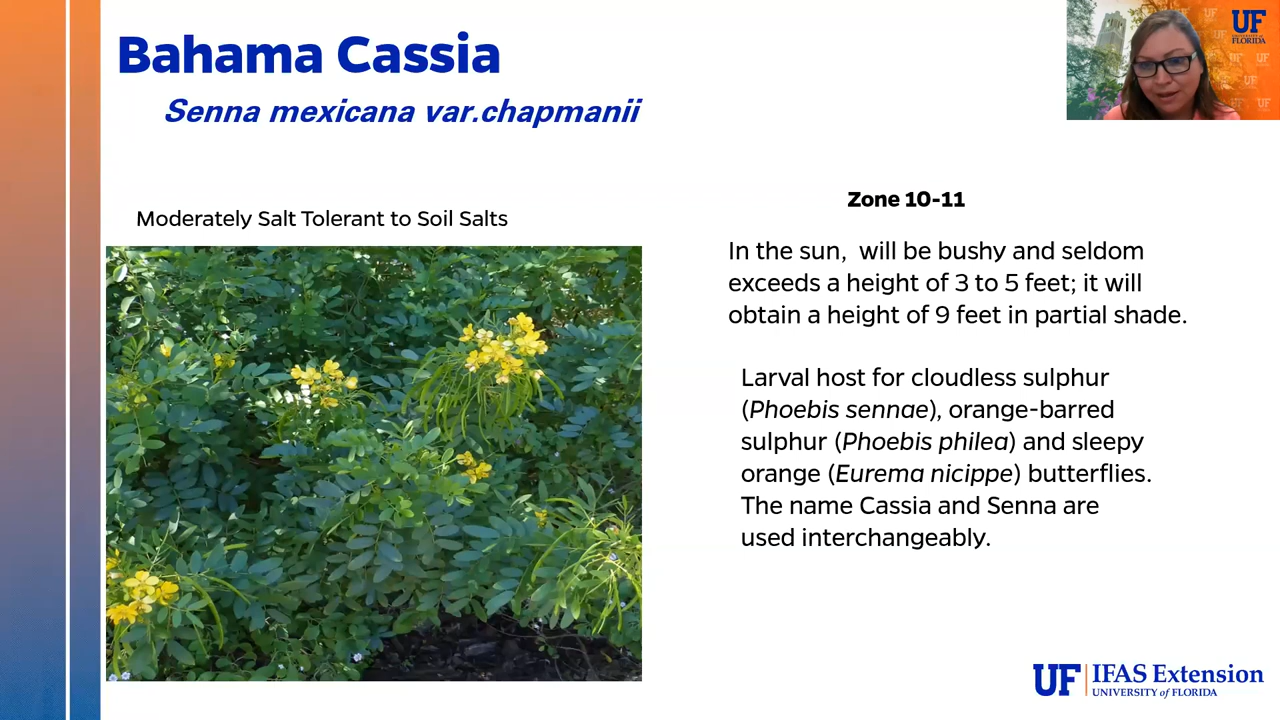 Bahama Cassia
Senna mexicana var.chapmanii
UF
UNIVERSITY of
FLORIDA
Moderately Salt Tolerant to Soil Salts
Zone 10-11
In the sun,  will be bushy and seldom
exceeds a height of 3 to 5 feet; it will
obtain a height of 9 feet in partial shade.
Larval host for cloudless sulphur
(Phoebis sennae), orange-barred
sulphur (Phoebis philea) and sleepy
orange (Eurema nicippe) butterflies.
The name Cassia and Senna are
used interchangeably.
UF IFAS Extension
UNIVERSITY of FLORIDA